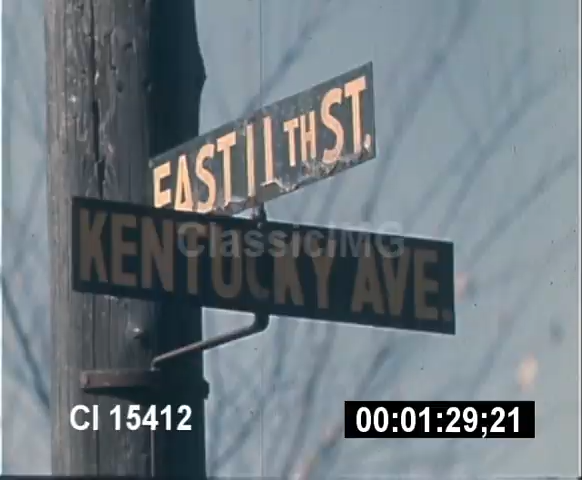 EAST 11TH ST.
KENTUCKY AVE.
ClassicIMG
CI 15412
00:01:29;21